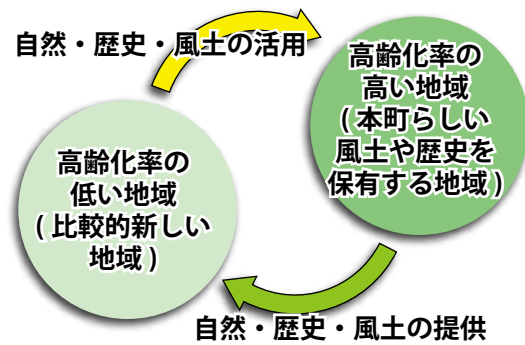 自然・歴史・風土の活用
高齢化率の
高い地域
(本町らしい
風土や歴史を
保有する地域)
高齢化率の
低い地域
(比較的新しい
地域)
自然・歴史・風土の提供